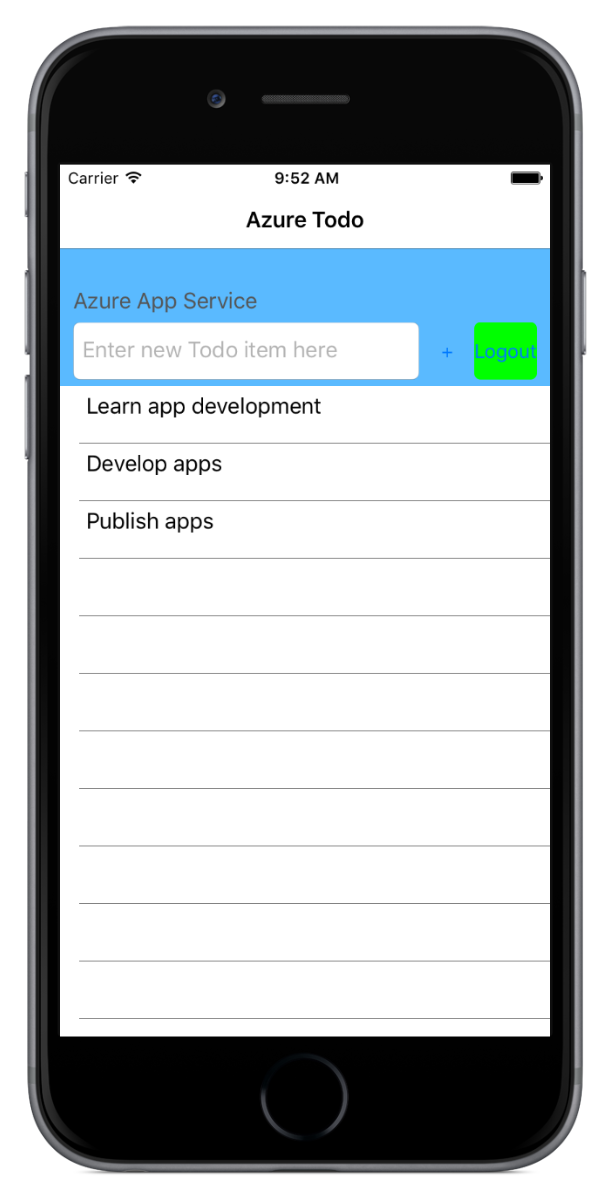 Carrier 9:52 AM
Azure Todo
Azure App Service
Enter new Todo item here + Logout
Learn app development
Develop apps
Publish apps